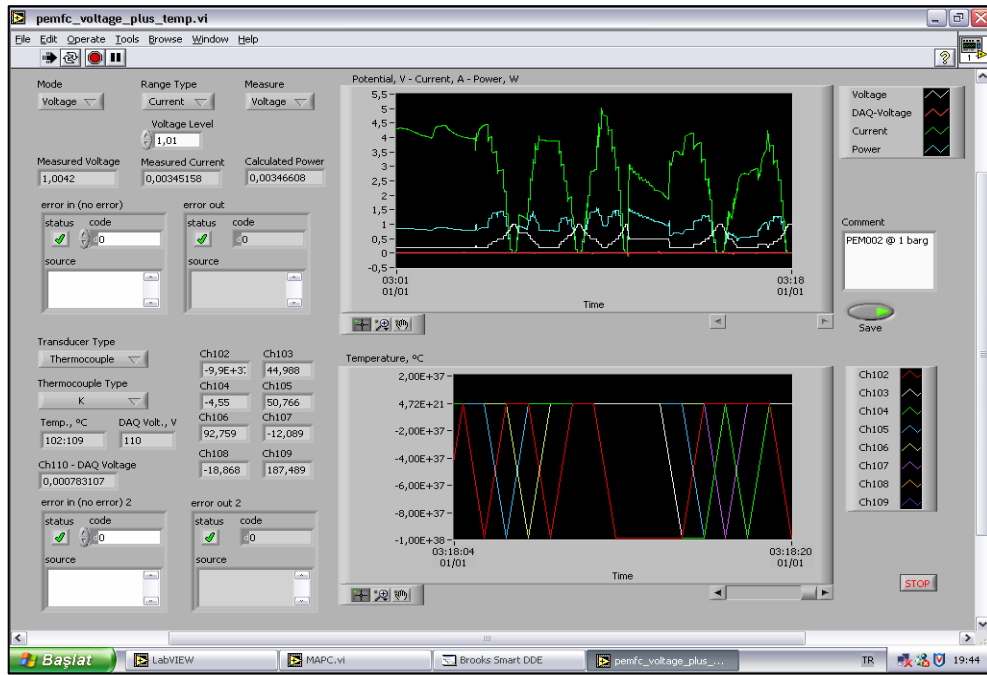 pemfc_voltage_plus_temp.vi
File Edit Operate Tools Browse Window Help
1
Mode
Voltage
Range Type
Current
Measure
Voltage
Voltage Level
1,01
Measured Voltage
1,0042
Measured Current
0,00345158
Calculated Power
0,00346608
error in (no error)
status code
d0
source
error out
status code
d0
source
Potential, V - Current, A - Power, W
5,5
5
4,5
4
3,5
3
2,5
2
1,5
1
0,5
0
-0,5
03:01
01/01
03:18
01/01
Time
Voltage
DAQ-Voltage
Current
Power
Comment
PEM002 @ 1 barg
Save
Transducer Type
Thermocouple
Thermocouple Type
K
Temp., ºC
102:109
DAQ Volt., V
110
Ch110 - DAQ Voltage
0,000783107
Ch102
Ch103
44,988
Ch104
-4,55
Ch105
50,766
Ch106
92,759
Ch107
-12,089
Ch108
-18,868
Ch109
187,489
error in (no error) 2
status code
d0
source
error out 2
status code
d0
source
Temperature, ºC
2,00E+37
4,72E+21
-2,00E+37
-4,00E+37
-6,00E+37
-8,00E+37
-1,00E+38
03:18:04
01/01
03:18:20
01/01
Time
Ch102
Ch103
Ch104
Ch105
Ch106
Ch107
Ch108
Ch109
STOP
Başlat
LabVIEW
MAPC.vi
Brooks Smart DDE
pemfc_voltage_plus_...
TR
19:44